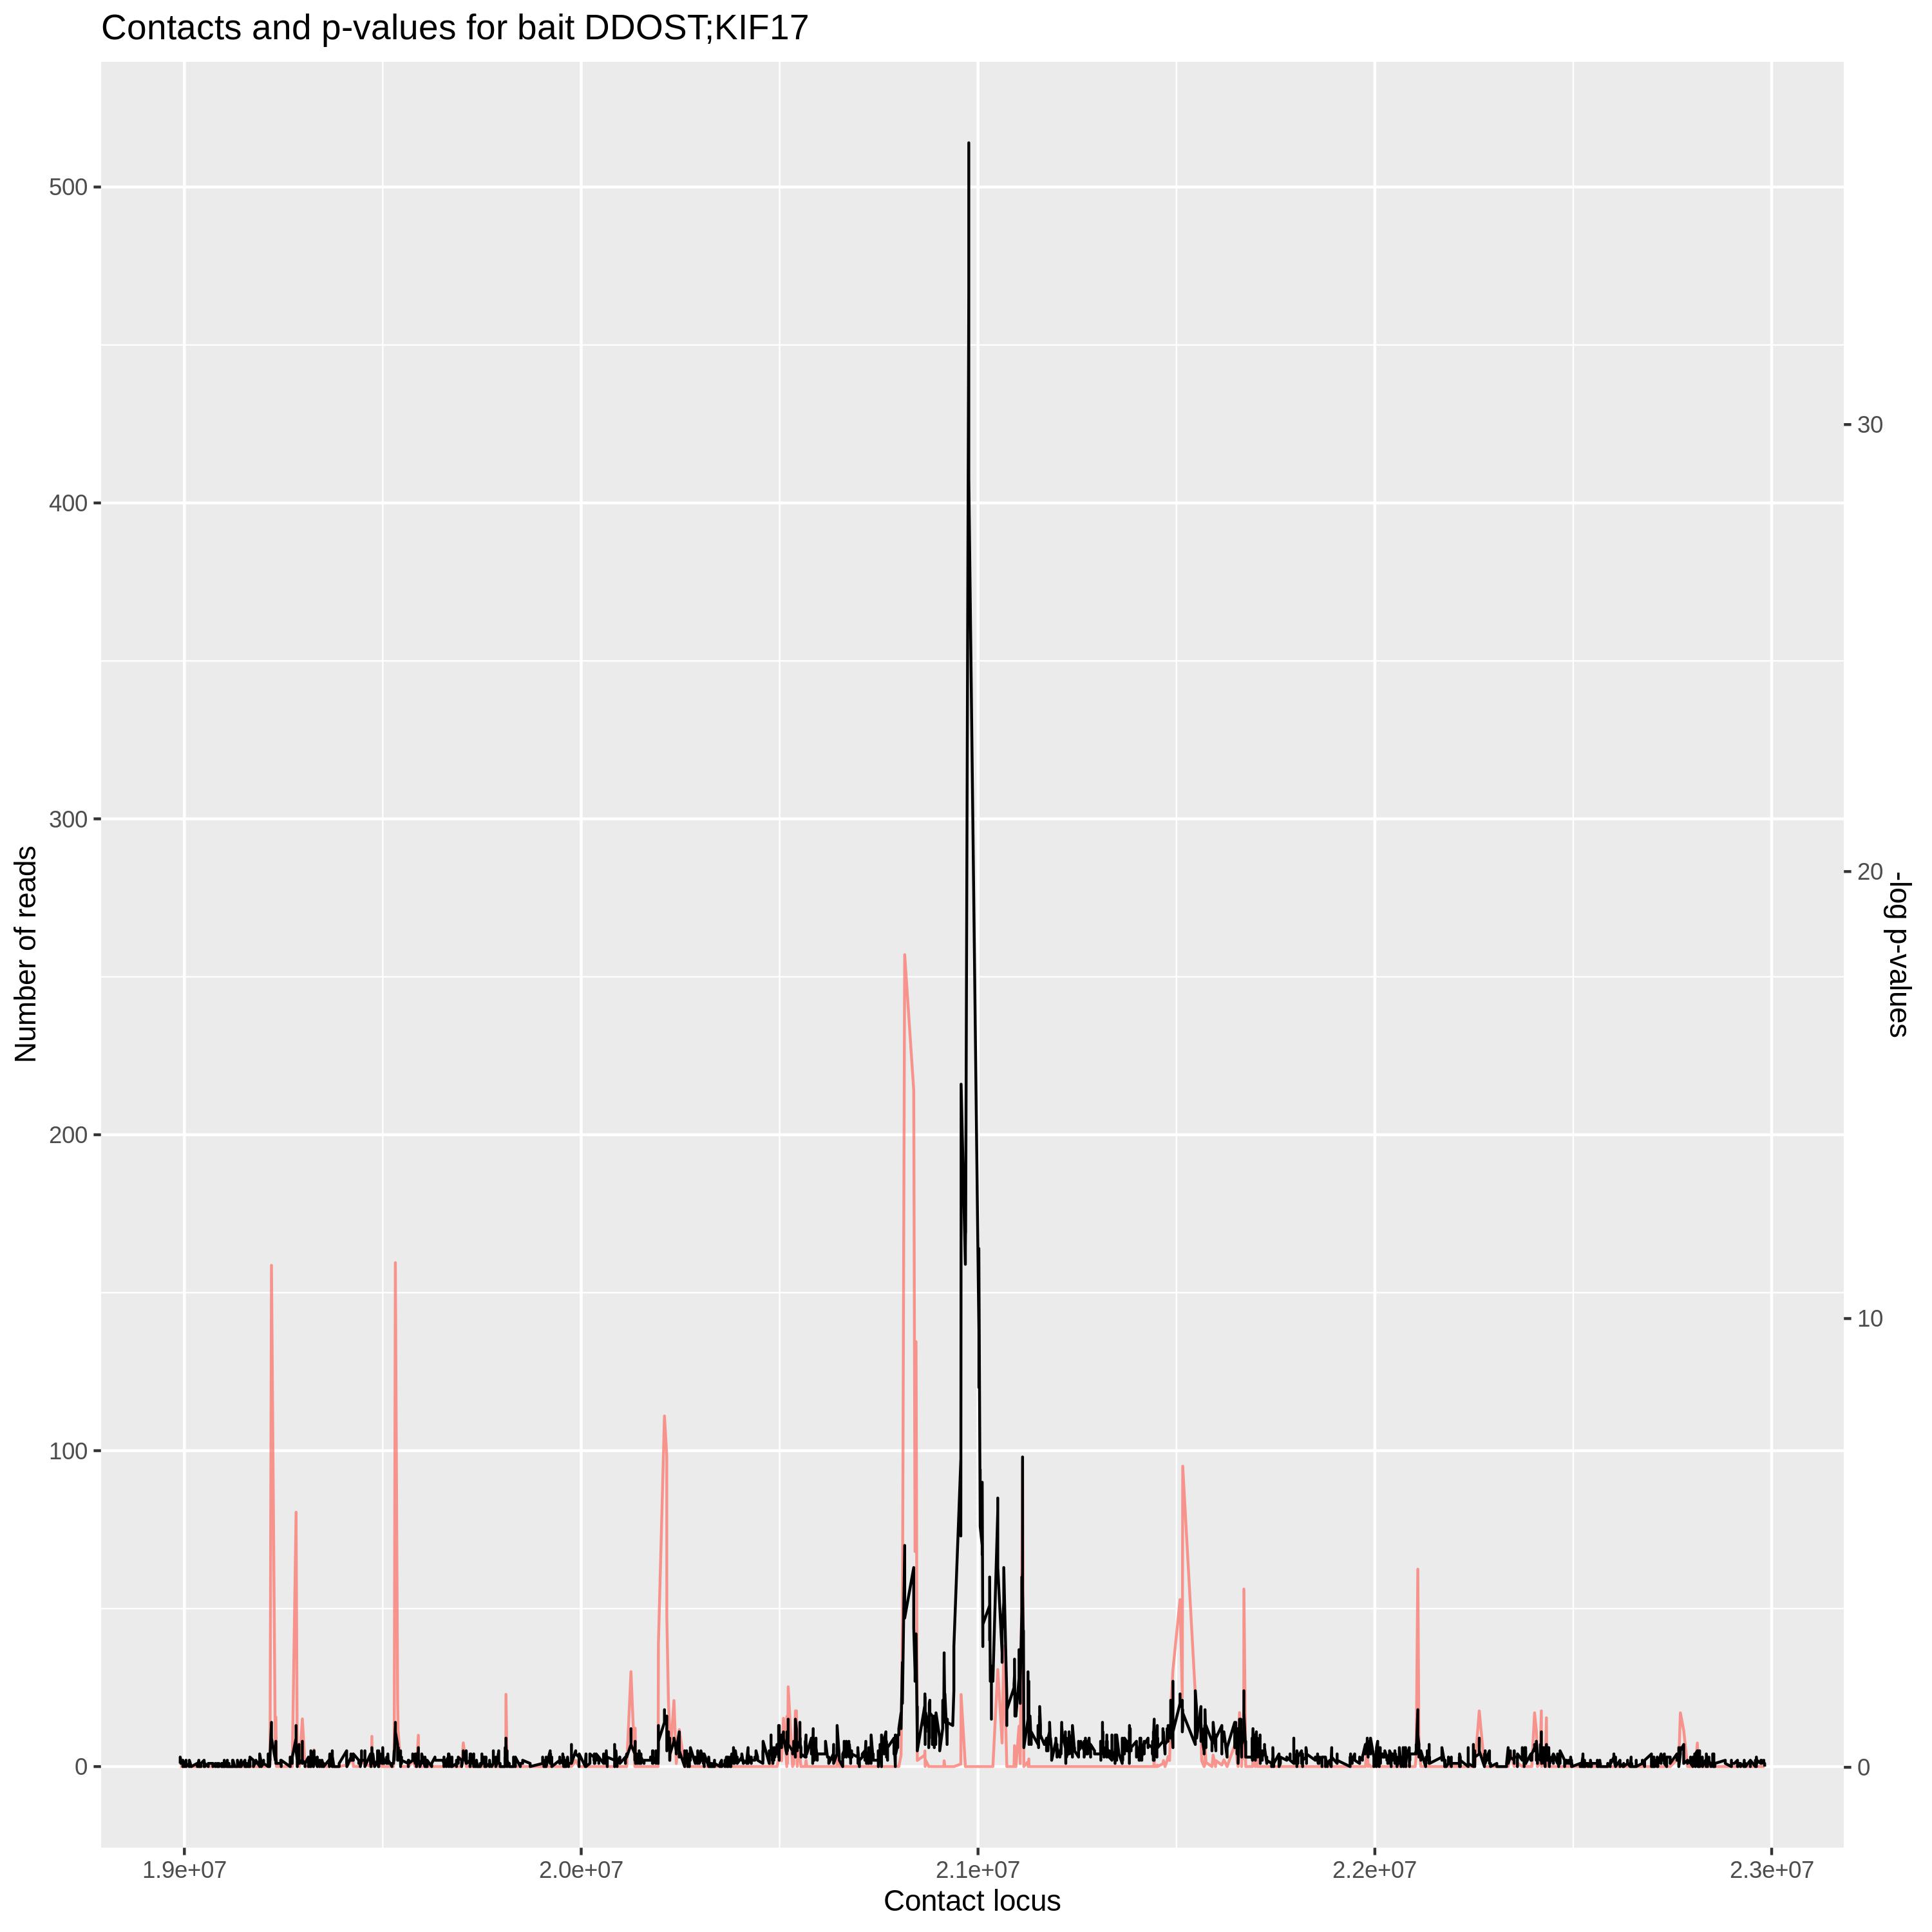 Contacts and p-values for bait DDOST;KIF17
500
400
300
200
100
0
Number of reads
30
20
10
0
-log p-values
1.9e+07
2.0e+07
2.1e+07
2.2e+07
2.3e+07
Contact locus